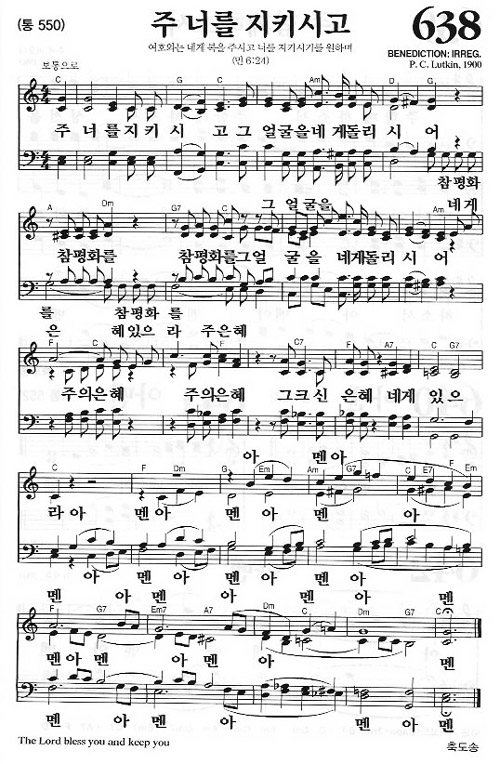 (통 550)
주 너를 지키시고
638
여호와는 네게 복을 주시고 너를 지키시기를 원하며
(민 6:24)
BENEDICTION: IRREG.
P. C. Lutkin, 1900
보통으로
C G C Am D G
주 너를지키 시 고그 얼굴을네 게돌리 시 어
참평화
그 얼굴을 네게
A Dm G7 C
참평화를 참평화를그얼 굴 을 네게돌리 시 어
를 참평화 를
은 혜있으 라 주은혜
F C F C7 F C G7
주의은혜 주의은혜 그크신 은혜 네게 있으
아 아멘
C F Dm G Em Am G C E7 Em
라아 멘아 멘아 멘 아
멘 아 멘 아 멘 아
멘 아 멘 아 멘
F G7 Em7 A7 Dm G7 C
멘아멘 아멘 아 멘
멘 아 멘 아 멘
The Lord bless you and keep you
축도송